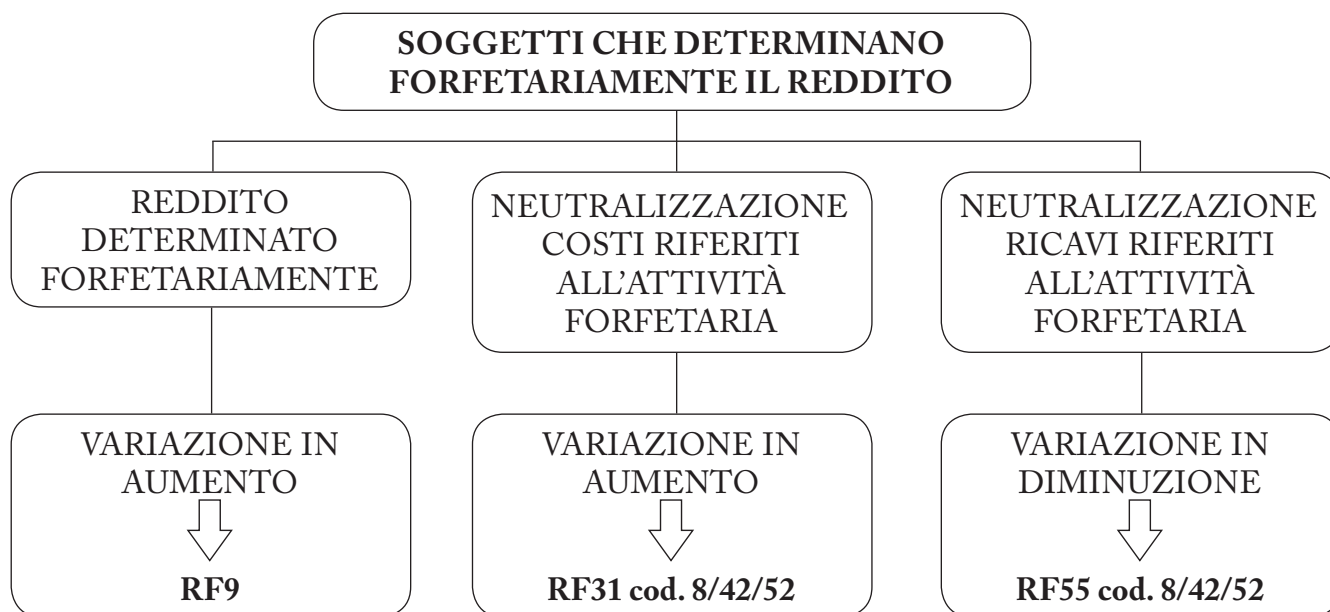 SOGGETTI CHE DETERMINANO
FORFETARIAMENTE IL REDDITO
REDDITO
DETERMINATO
FORFETARIAMENTE
NEUTRALIZZAZIONE
COSTI RIFERITI
ALL’ATTIVITÀ
FORFETARIA
NEUTRALIZZAZIONE
RICAVI RIFERITI
ALL’ATTIVITÀ
FORFETARIA
VARIAZIONE IN
AUMENTO
RF9
VARIAZIONE IN
AUMENTO
RF31 cod. 8/42/52
VARIAZIONE IN
DIMINUZIONE
RF55 cod. 8/42/52